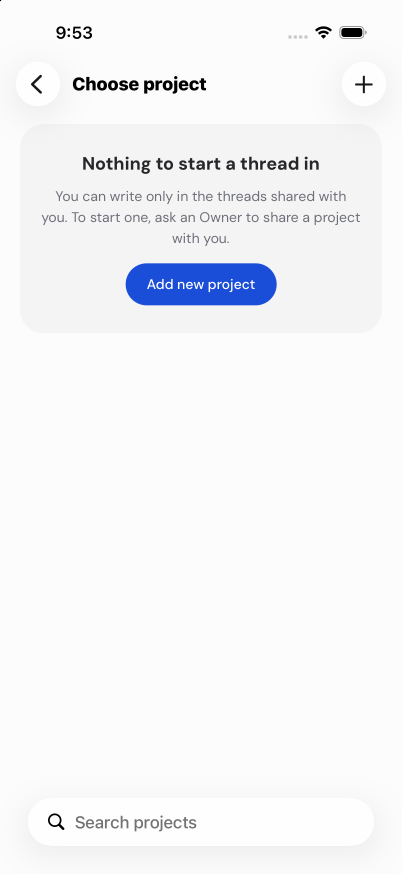 9:53
Choose project
Nothing to start a thread in
You can write only in the threads shared with
you. To start one, ask an Owner to share a project
with you.
Add new project
Search projects